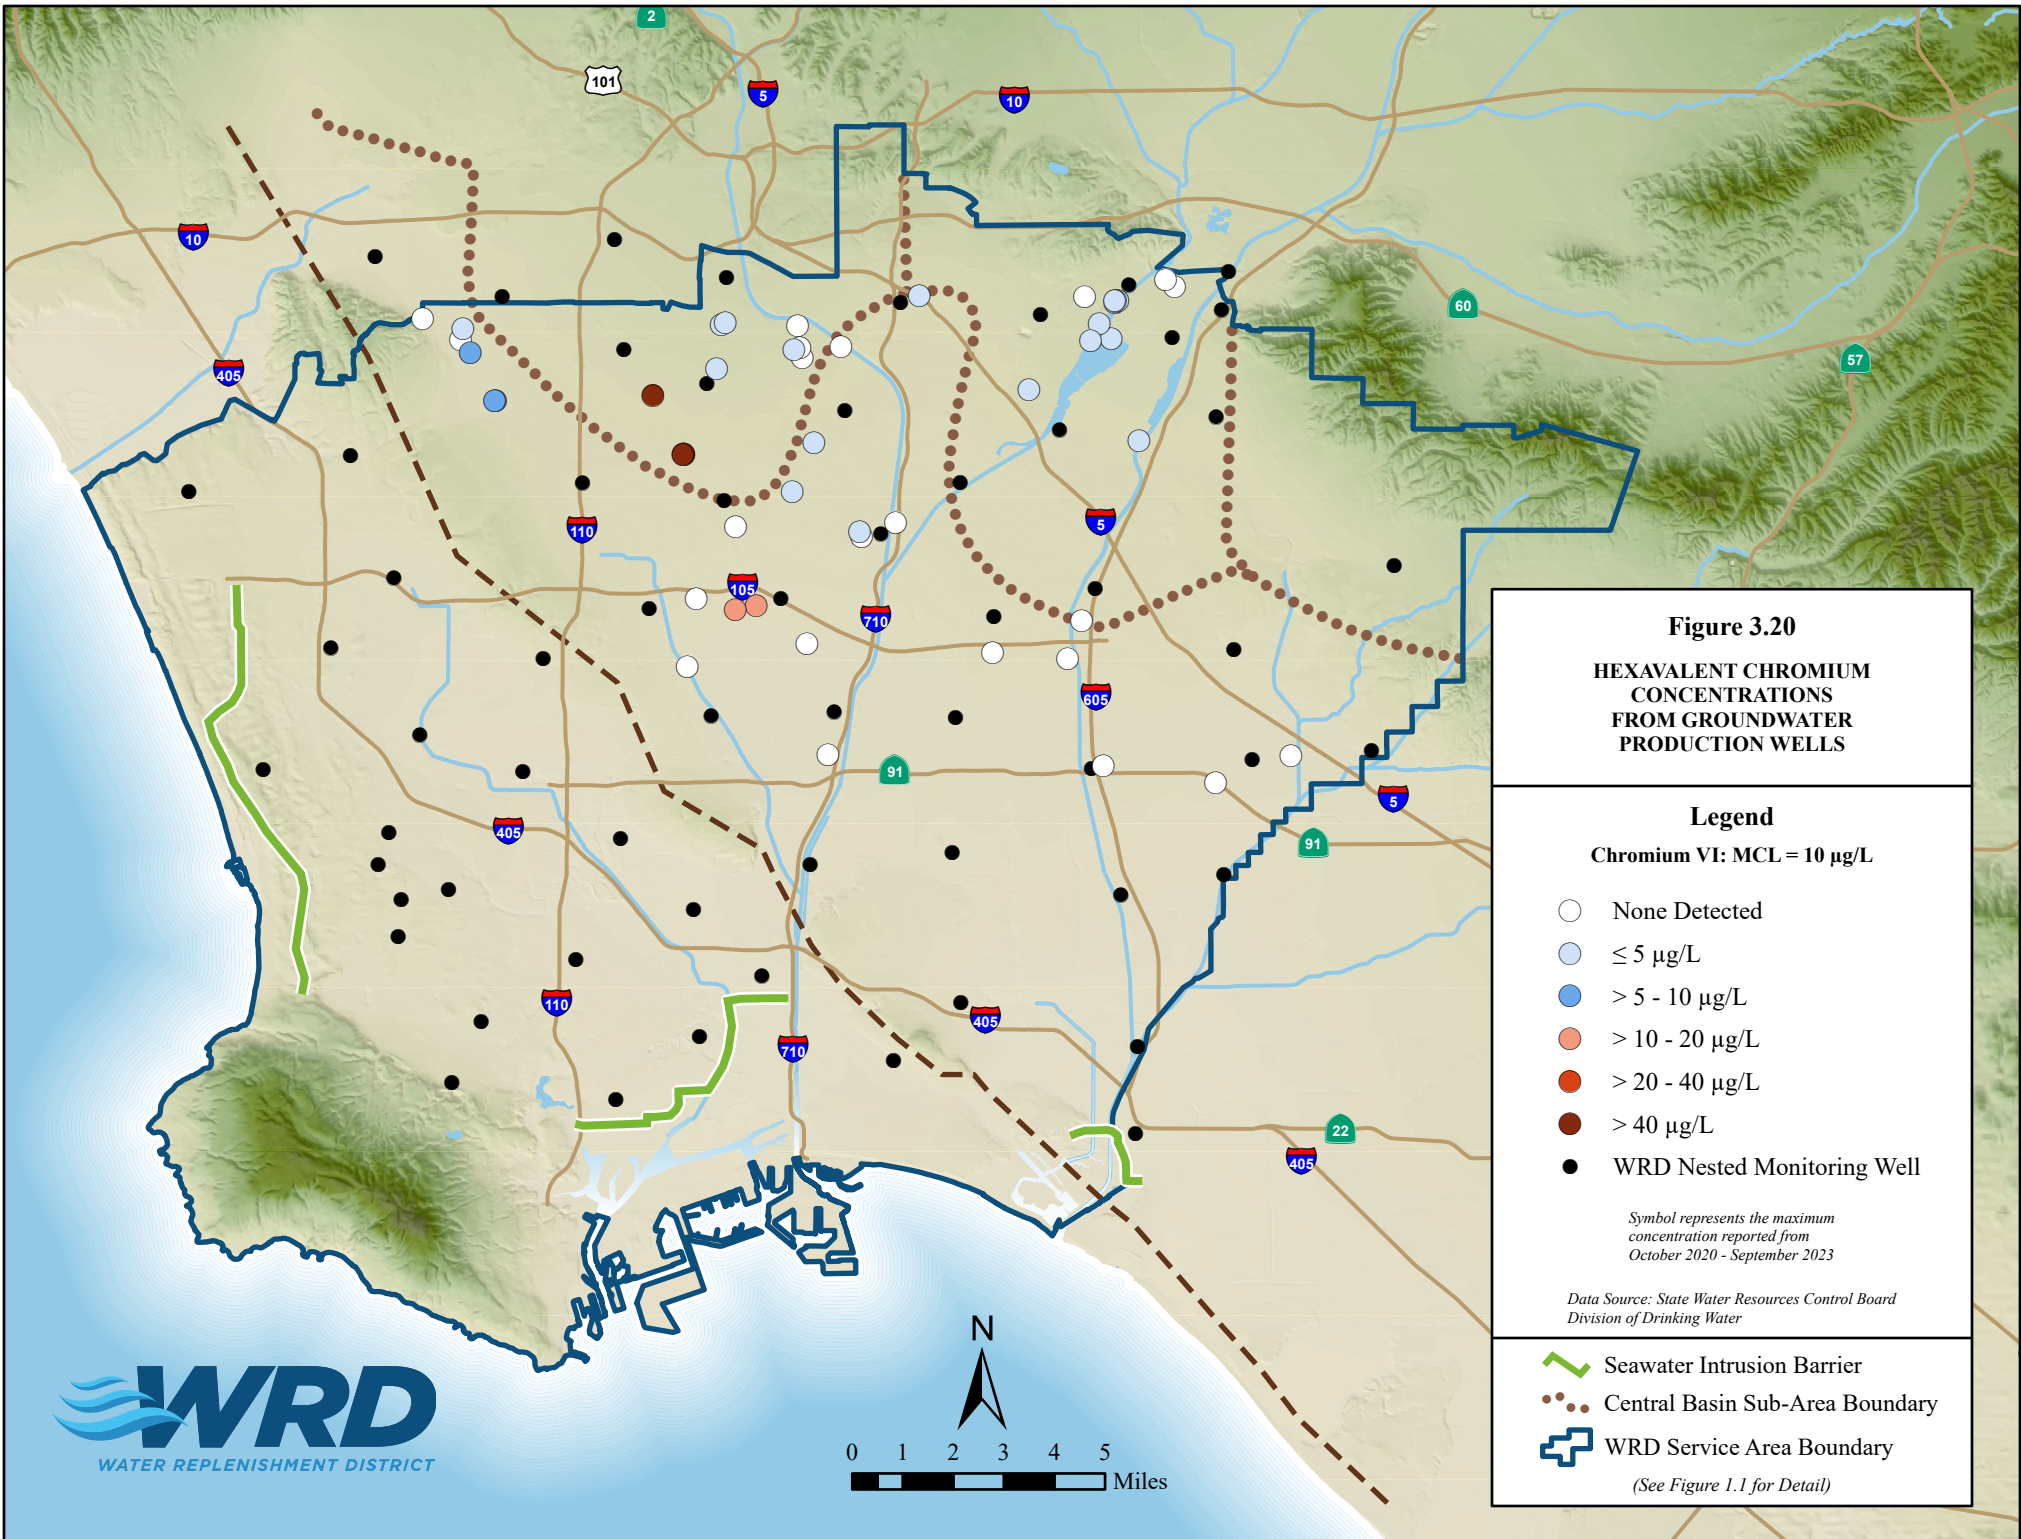 2
101
5
10
10
60
405
57
110
5
105
710
605
91
5
405
91
110
405
710
22
405
Figure 3.20
HEXAVALENT CHROMIUM
CONCENTRATIONS
FROM GROUNDWATER
PRODUCTION WELLS
Legend
Chromium VI: MCL = 10 µg/L
None Detected
≤ 5 µg/L
> 5 - 10 µg/L
> 10 - 20 µg/L
> 20 - 40 µg/L
> 40 µg/L
WRD Nested Monitoring Well
Symbol represents the maximum
concentration reported from
October 2020 - September 2023
Data Source: State Water Resources Control Board
Division of Drinking Water
Seawater Intrusion Barrier
Central Basin Sub-Area Boundary
WRD Service Area Boundary
(See Figure 1.1 for Detail)
N
0 1 2 3 4 5
Miles
WRD
WATER REPLENISHMENT DISTRICT